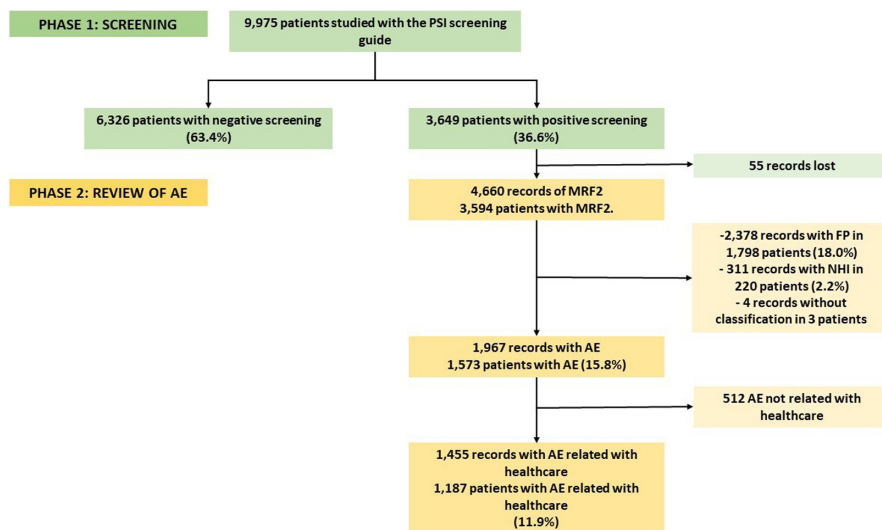 PHASE 1: SCREENING
9,975 patients studied with the PSI screening
guide
6,326 patients with negative screening
(63.4%)
3,649 patients with positive screening
(36.6%)
55 records lost
PHASE 2: REVIEW OF AE
4,660 records of MRF2
3,594 patients with MRF2.
-2,378 records with FP in
1,798 patients (18.0%)
- 311 records with NHI in
220 patients (2.2%)
- 4 records without
classification in 3 patients
1,967 records with AE
1,573 patients with AE (15.8%)
512 AE not related with
healthcare
1,455 records with AE related with
healthcare
1,187 patients with AE related with
healthcare
(11.9%)